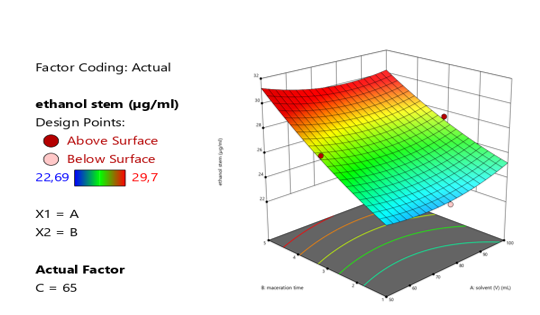 Factor Coding: Actual
ethanol stem (µg/ml)
Design Points:
Above Surface
Below Surface
22,69 29,7
X1 = A
X2 = B
Actual Factor
C = 65
ethanol stem (µg/ml)
32
30
28
26
24
22
5
4
3
2
1
50
60
70
80
90
100
B: maceration time
A: solvent (V) (mL)